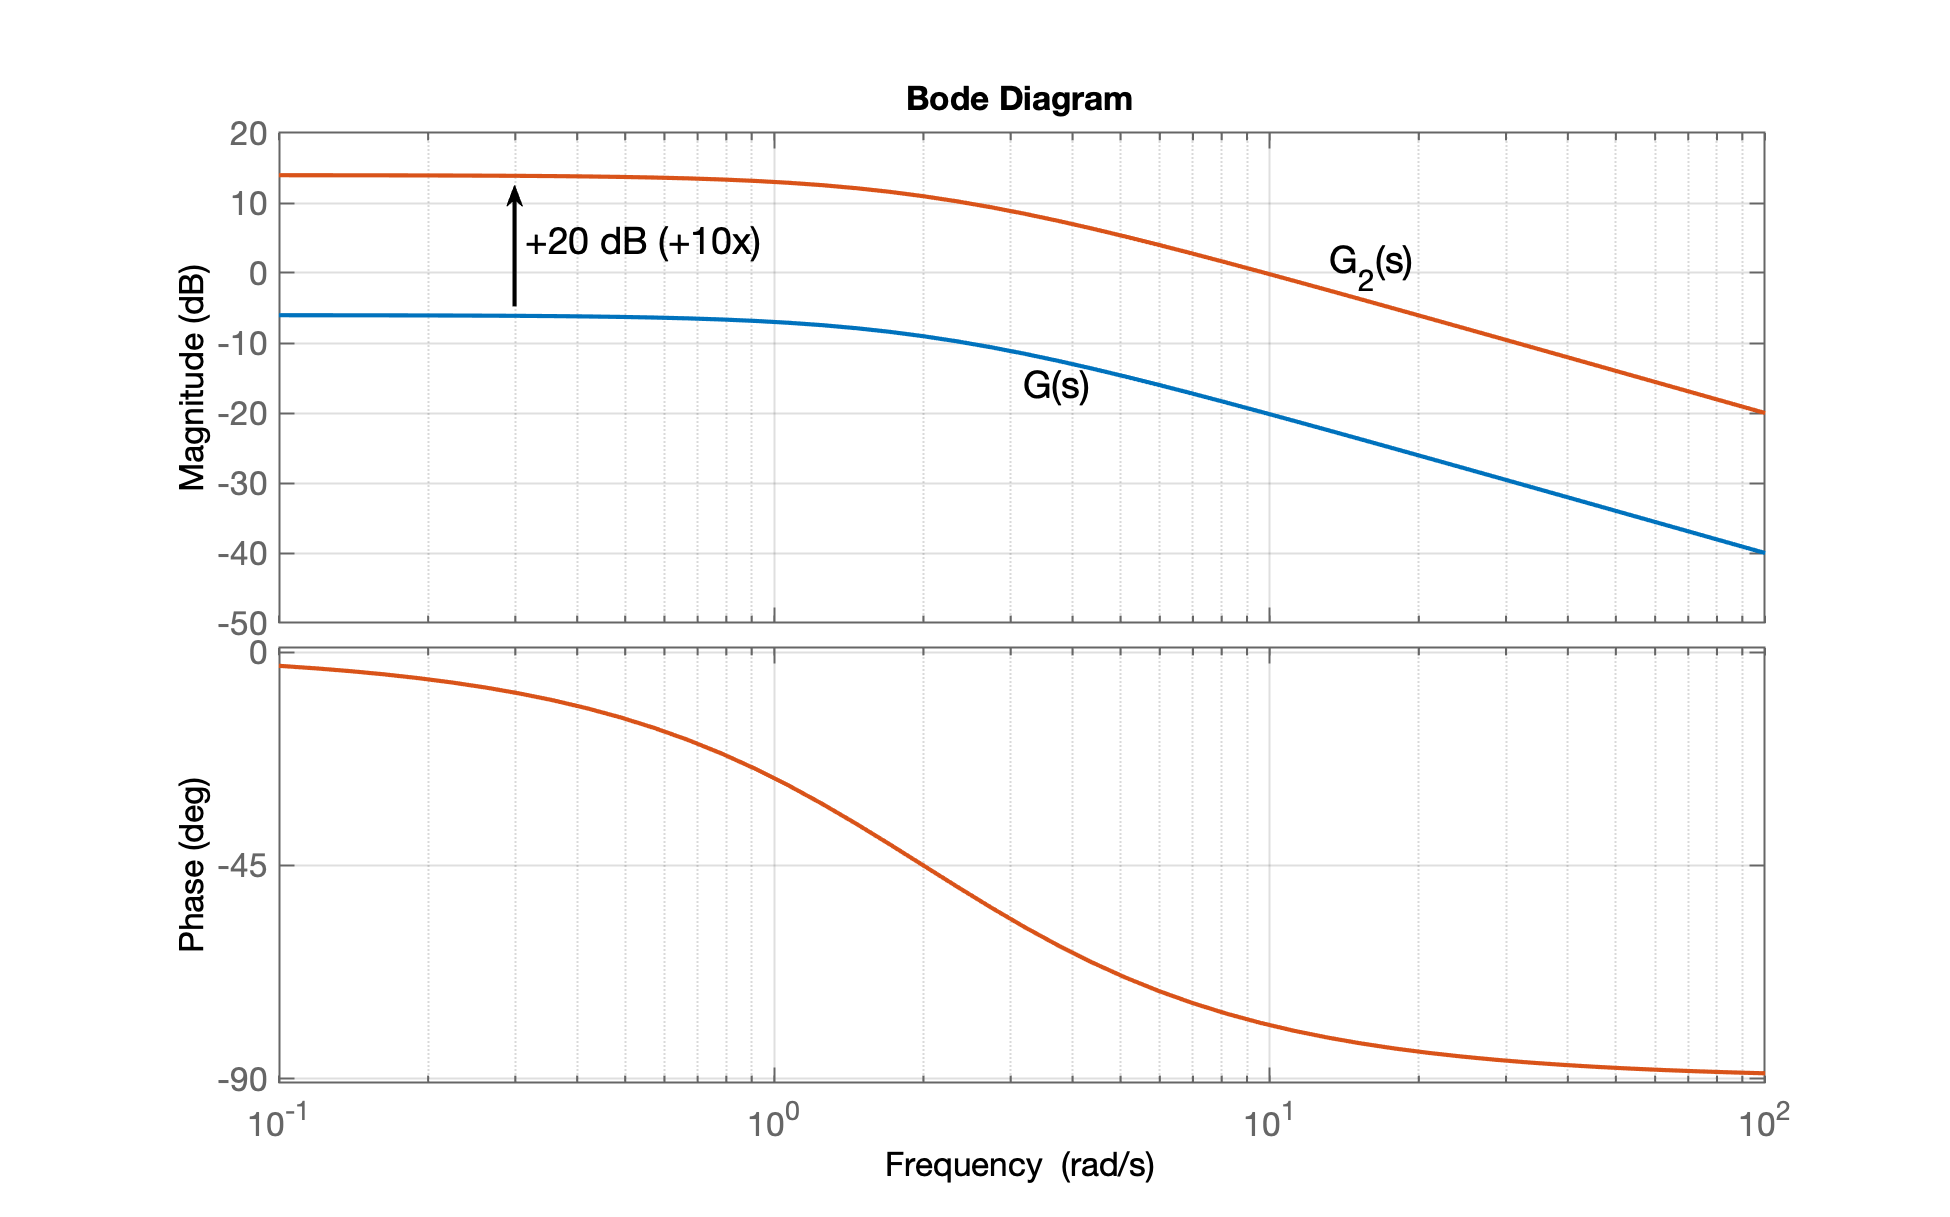 Bode Diagram
Magnitude (dB)
20
10
0
-10
-20
-30
-40
-50
+20 dB (+10x)
G₂(s)
G(s)
Phase (deg)
0
-45
-90
10⁻¹ 10⁰ 10¹ 10²
Frequency (rad/s)